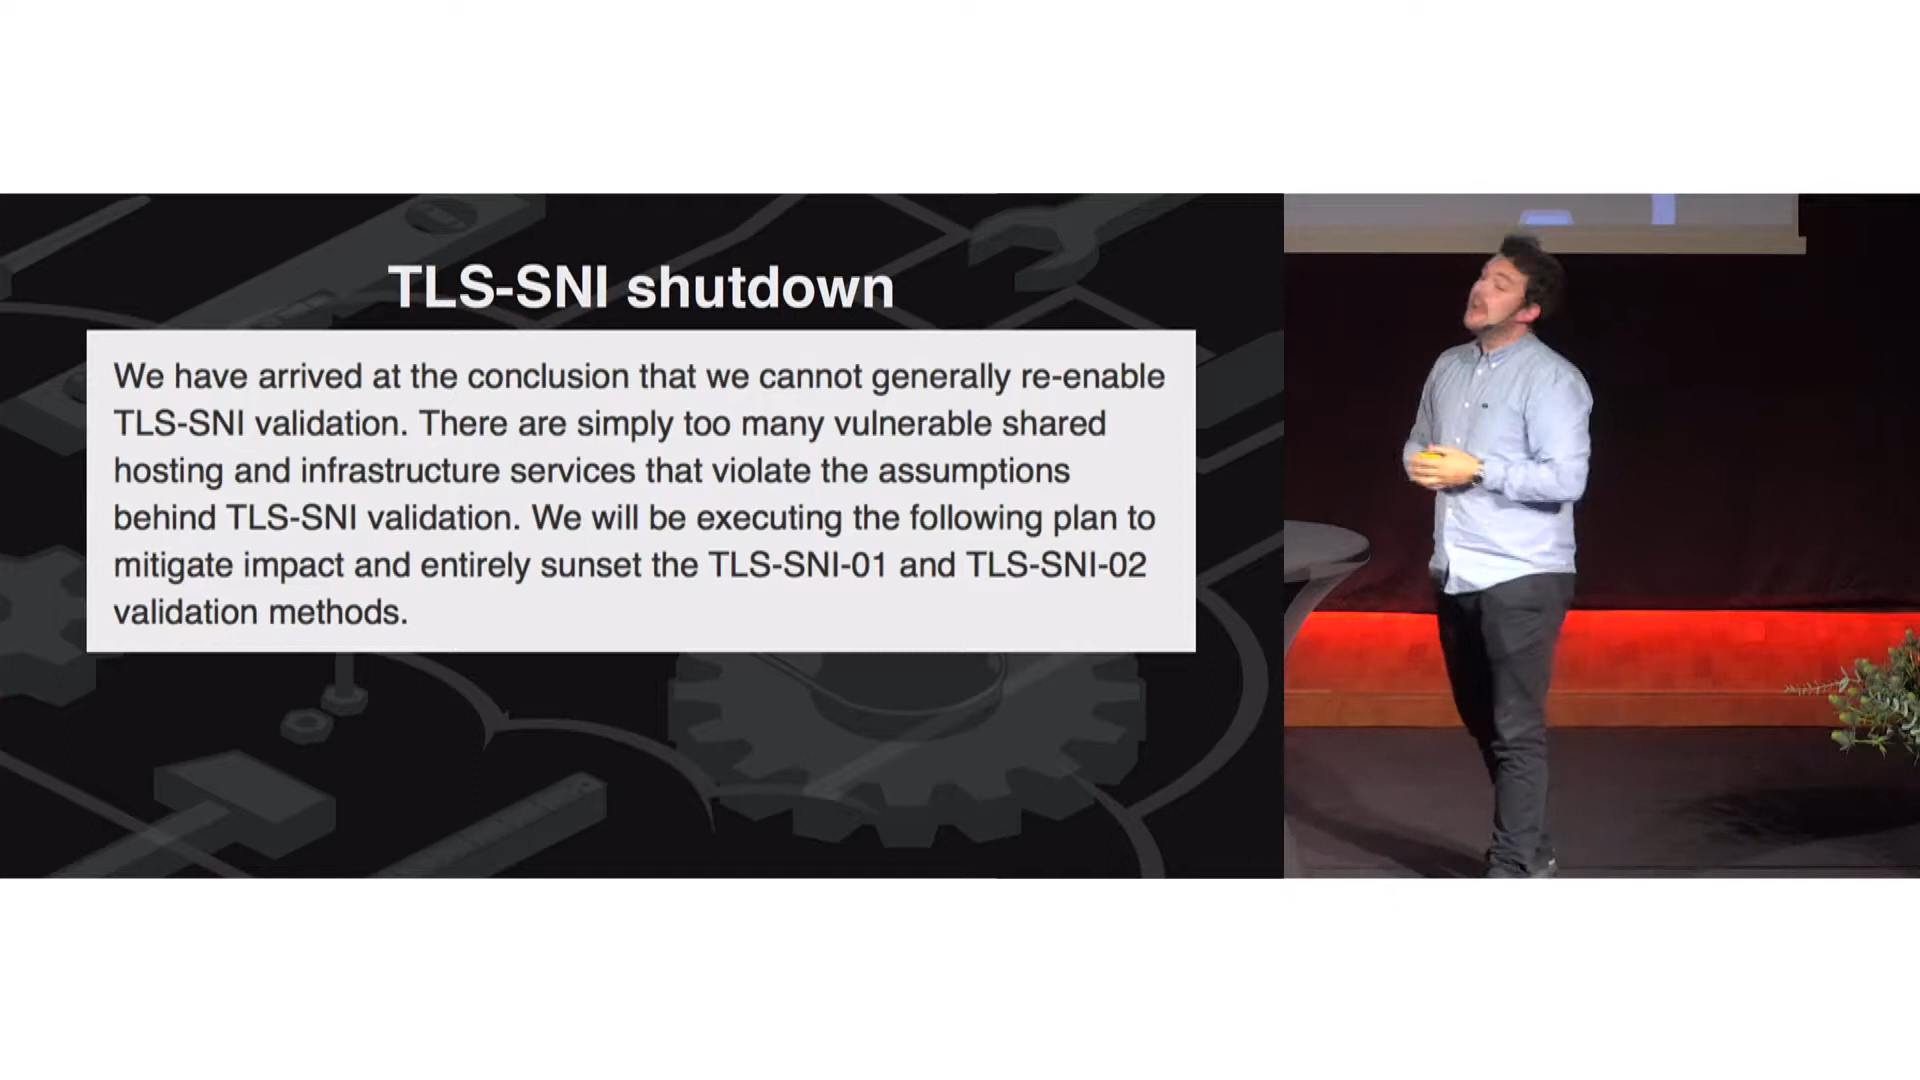 TLS-SNI shutdown
We have arrived at the conclusion that we cannot generally re-enable
TLS-SNI validation. There are simply too many vulnerable shared
hosting and infrastructure services that violate the assumptions
behind TLS-SNI validation. We will be executing the following plan to
mitigate impact and entirely sunset the TLS-SNI-01 and TLS-SNI-02
validation methods.